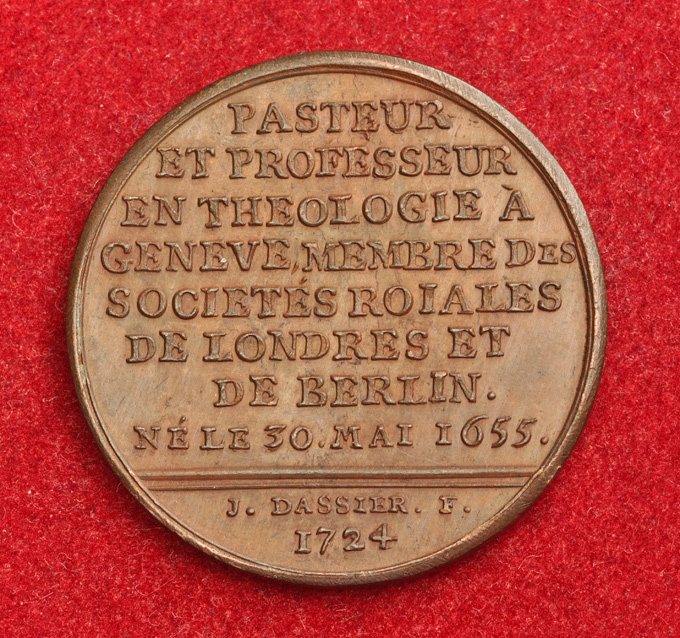 PASTEUR
ET PROFESSEUR
EN THEOLOGIE À
GENEVE, MEMBRE DES
SOCIETÉS ROIALES
DE LONDRES ET
DE BERLIN.
NÉ LE 30. MAI 1655.
J. DASSIER. F.
1724